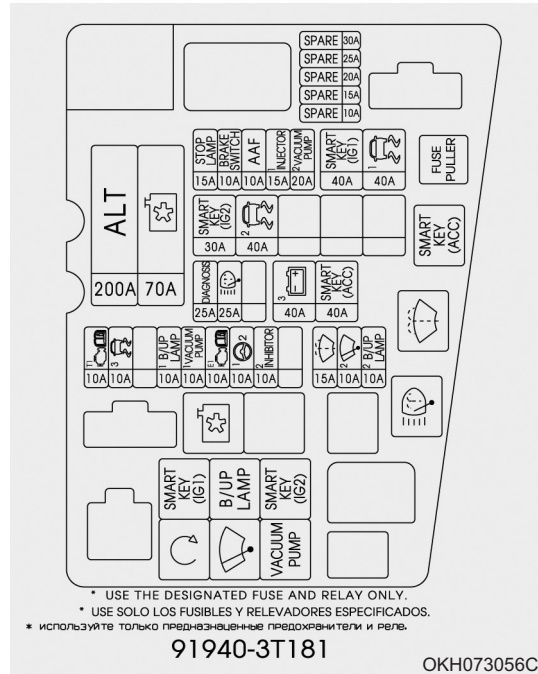 SPARE 30A
SPARE 25A
SPARE 20A
SPARE 15A
SPARE 10A
STOP LAMP 15A
BRAKE SWITCH 10A
AAF 10A
1 INJECTOR 15A
2 VACUUM PUMP 20A
SMART KEY (IG1) 40A
1 40A
FUSE PULLER
ALT 200A
70A
SMART KEY (IG2) 30A
2 40A
SMART KEY (ACC)
DIAGNOSIS 25A
25A
3 40A
SMART KEY (ACC) 40A
T1 10A
3 10A
1 B/UP LAMP 10A
1 VACUUM PUMP 10A
E1 10A
1 2 10A
2 INHIBITOR 10A
15A
2 10A
2 B/UP LAMP 10A
SMART KEY (IG1)
B/UP LAMP
SMART KEY (IG2)
VACUUM PUMP
* USE THE DESIGNATED FUSE AND RELAY ONLY.
* USE SOLO LOS FUSIBLES Y RELEVADORES ESPECIFICADOS.
* используйте только предназнаценные предохранители и реле.
91940-3T181
OKH073056C